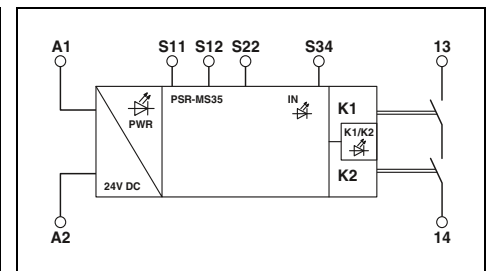 A1 S11 S12 S22 S34 13
PSR-MS35 IN K1
PWR K1/K2
24V DC K2
A2 14